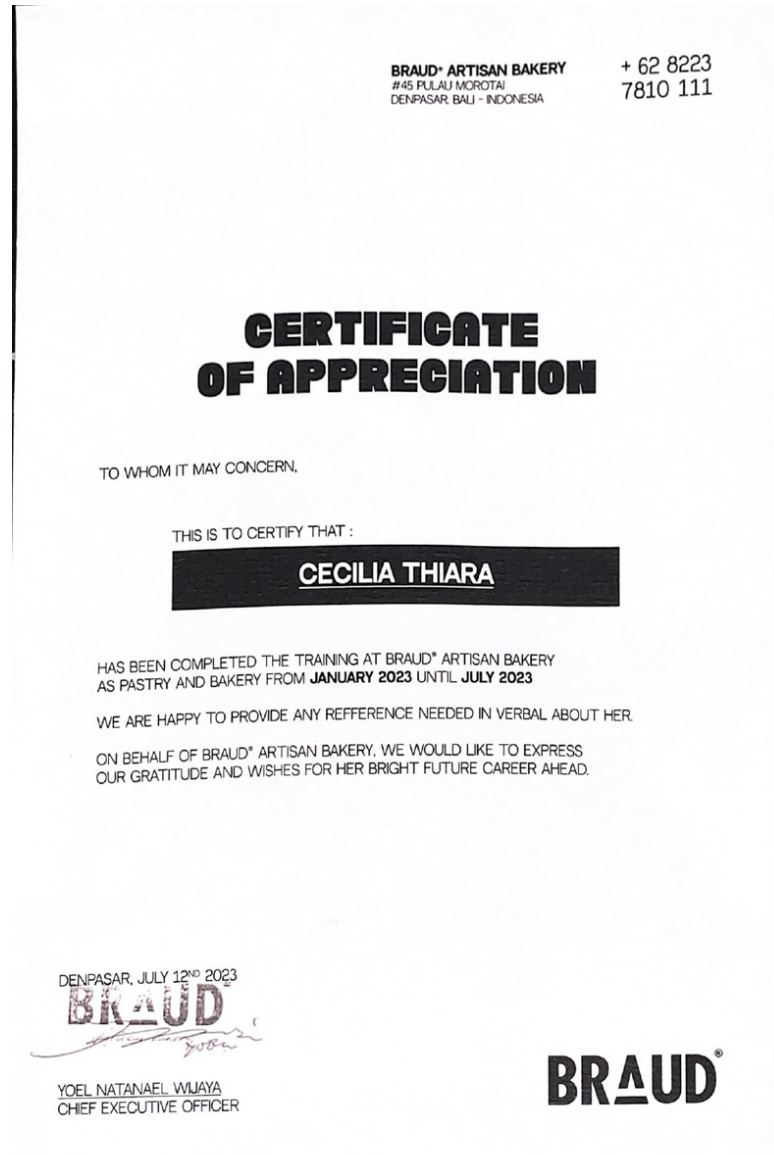 BRAUD® ARTISAN BAKERY
#45 PULAU MOROTAI
DENPASAR, BALI - INDONESIA
+ 62 8223
7810 111
CERTIFICATE
OF APPRECIATION
TO WHOM IT MAY CONCERN,
THIS IS TO CERTIFY THAT :
CECILIA THIARA
HAS BEEN COMPLETED THE TRAINING AT BRAUD® ARTISAN BAKERY
AS PASTRY AND BAKERY FROM JANUARY 2023 UNTIL JULY 2023
WE ARE HAPPY TO PROVIDE ANY REFFERENCE NEEDED IN VERBAL ABOUT HER.
ON BEHALF OF BRAUD® ARTISAN BAKERY, WE WOULD LIKE TO EXPRESS
OUR GRATITUDE AND WISHES FOR HER BRIGHT FUTURE CAREER AHEAD.
DENPASAR, JULY 12ND 2023
BRAUD®
YOEL NATANAEL WIJAYA
CHIEF EXECUTIVE OFFICER
BRAUD®